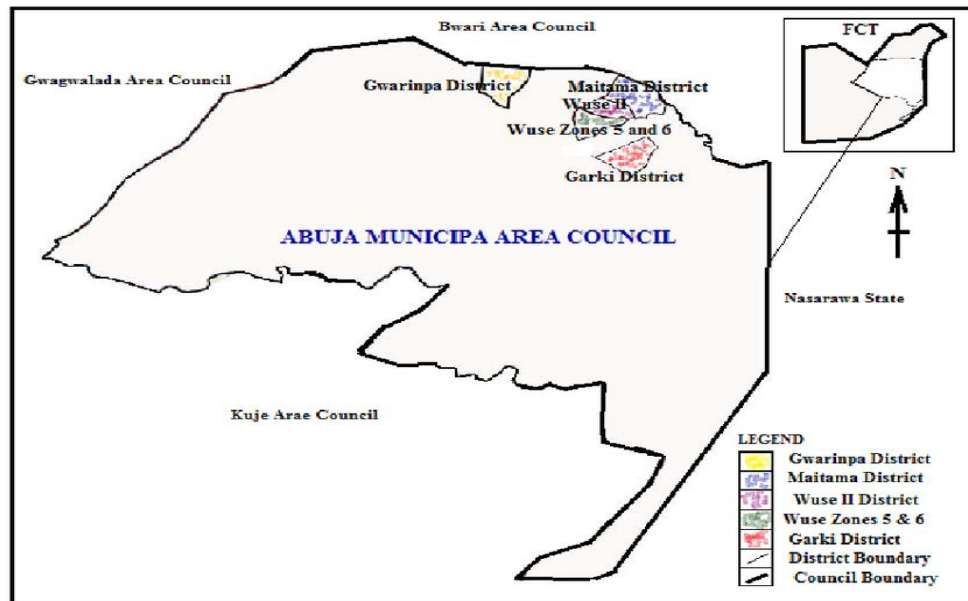 Bwari Area Council
FCT
Gwagwalada Area Council
Gwarinpa District
Maitama District
Wuse II
Wuse Zones 5 and 6
Garki District
N
ABUJA MUNICIPA AREA COUNCIL
Nasarawa State
Kuje Arae Council
LEGEND
Gwarinpa District
Maitama District
Wuse II District
Wuse Zones 5 & 6
Garki District
District Boundary
Council Boundary